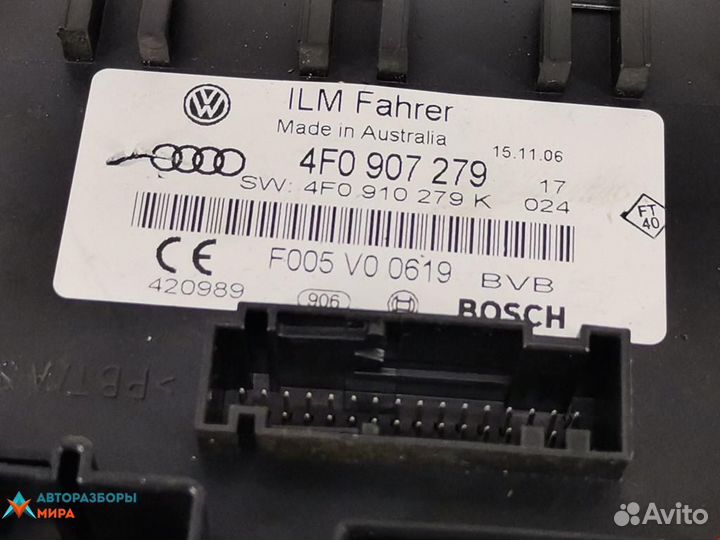 ILM Fahrer
Made in Australia
15.11.06
4F0 907 279
17
SW: 4F0 910 279 K
024
FT
40
F005 V0 0619
BVB
CE
420989
906
BOSCH
>PBT/A
АВТОРАЗБОРЫ
МИРА
Avito